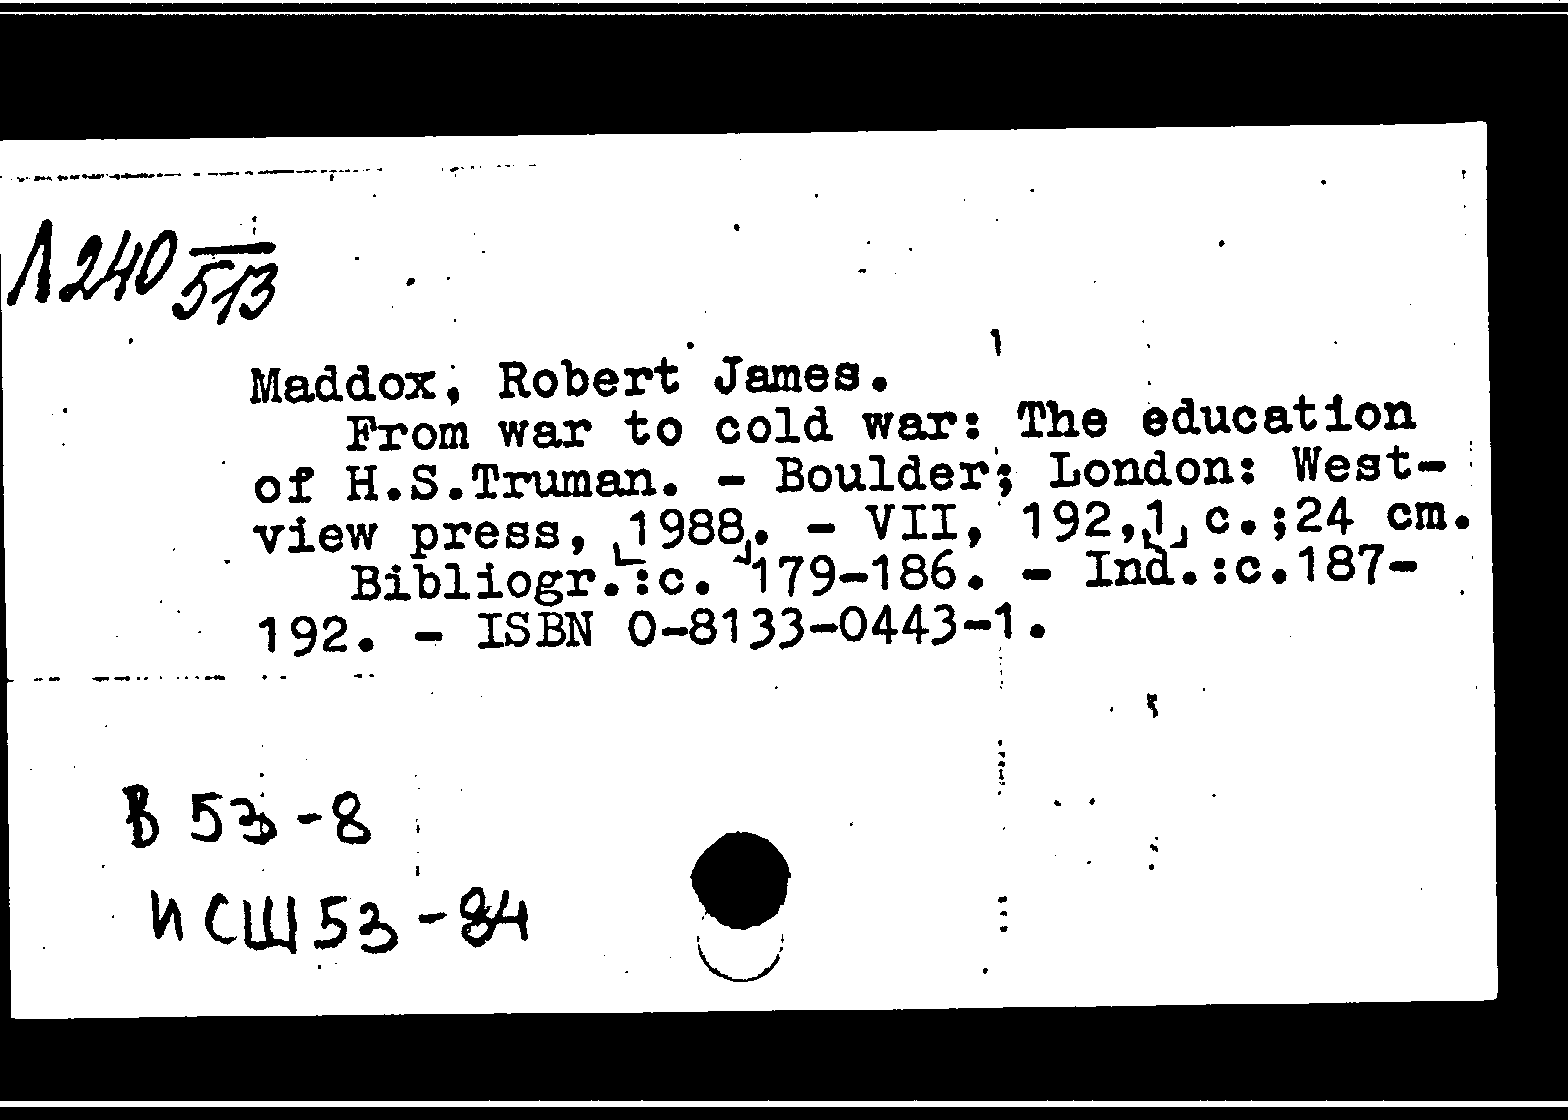 Л240 513
Maddox, Robert James.
From war to cold war: The education
of H.S.Truman. – Boulder; London: West-
view press, [1988]. – VII, 192,[1] c.;24 cm.
Bibliogr.:c. 179-186. – Ind.:c.187-
192. – ISBN 0-8133-0443-1.
В 53-8
И США 53-84